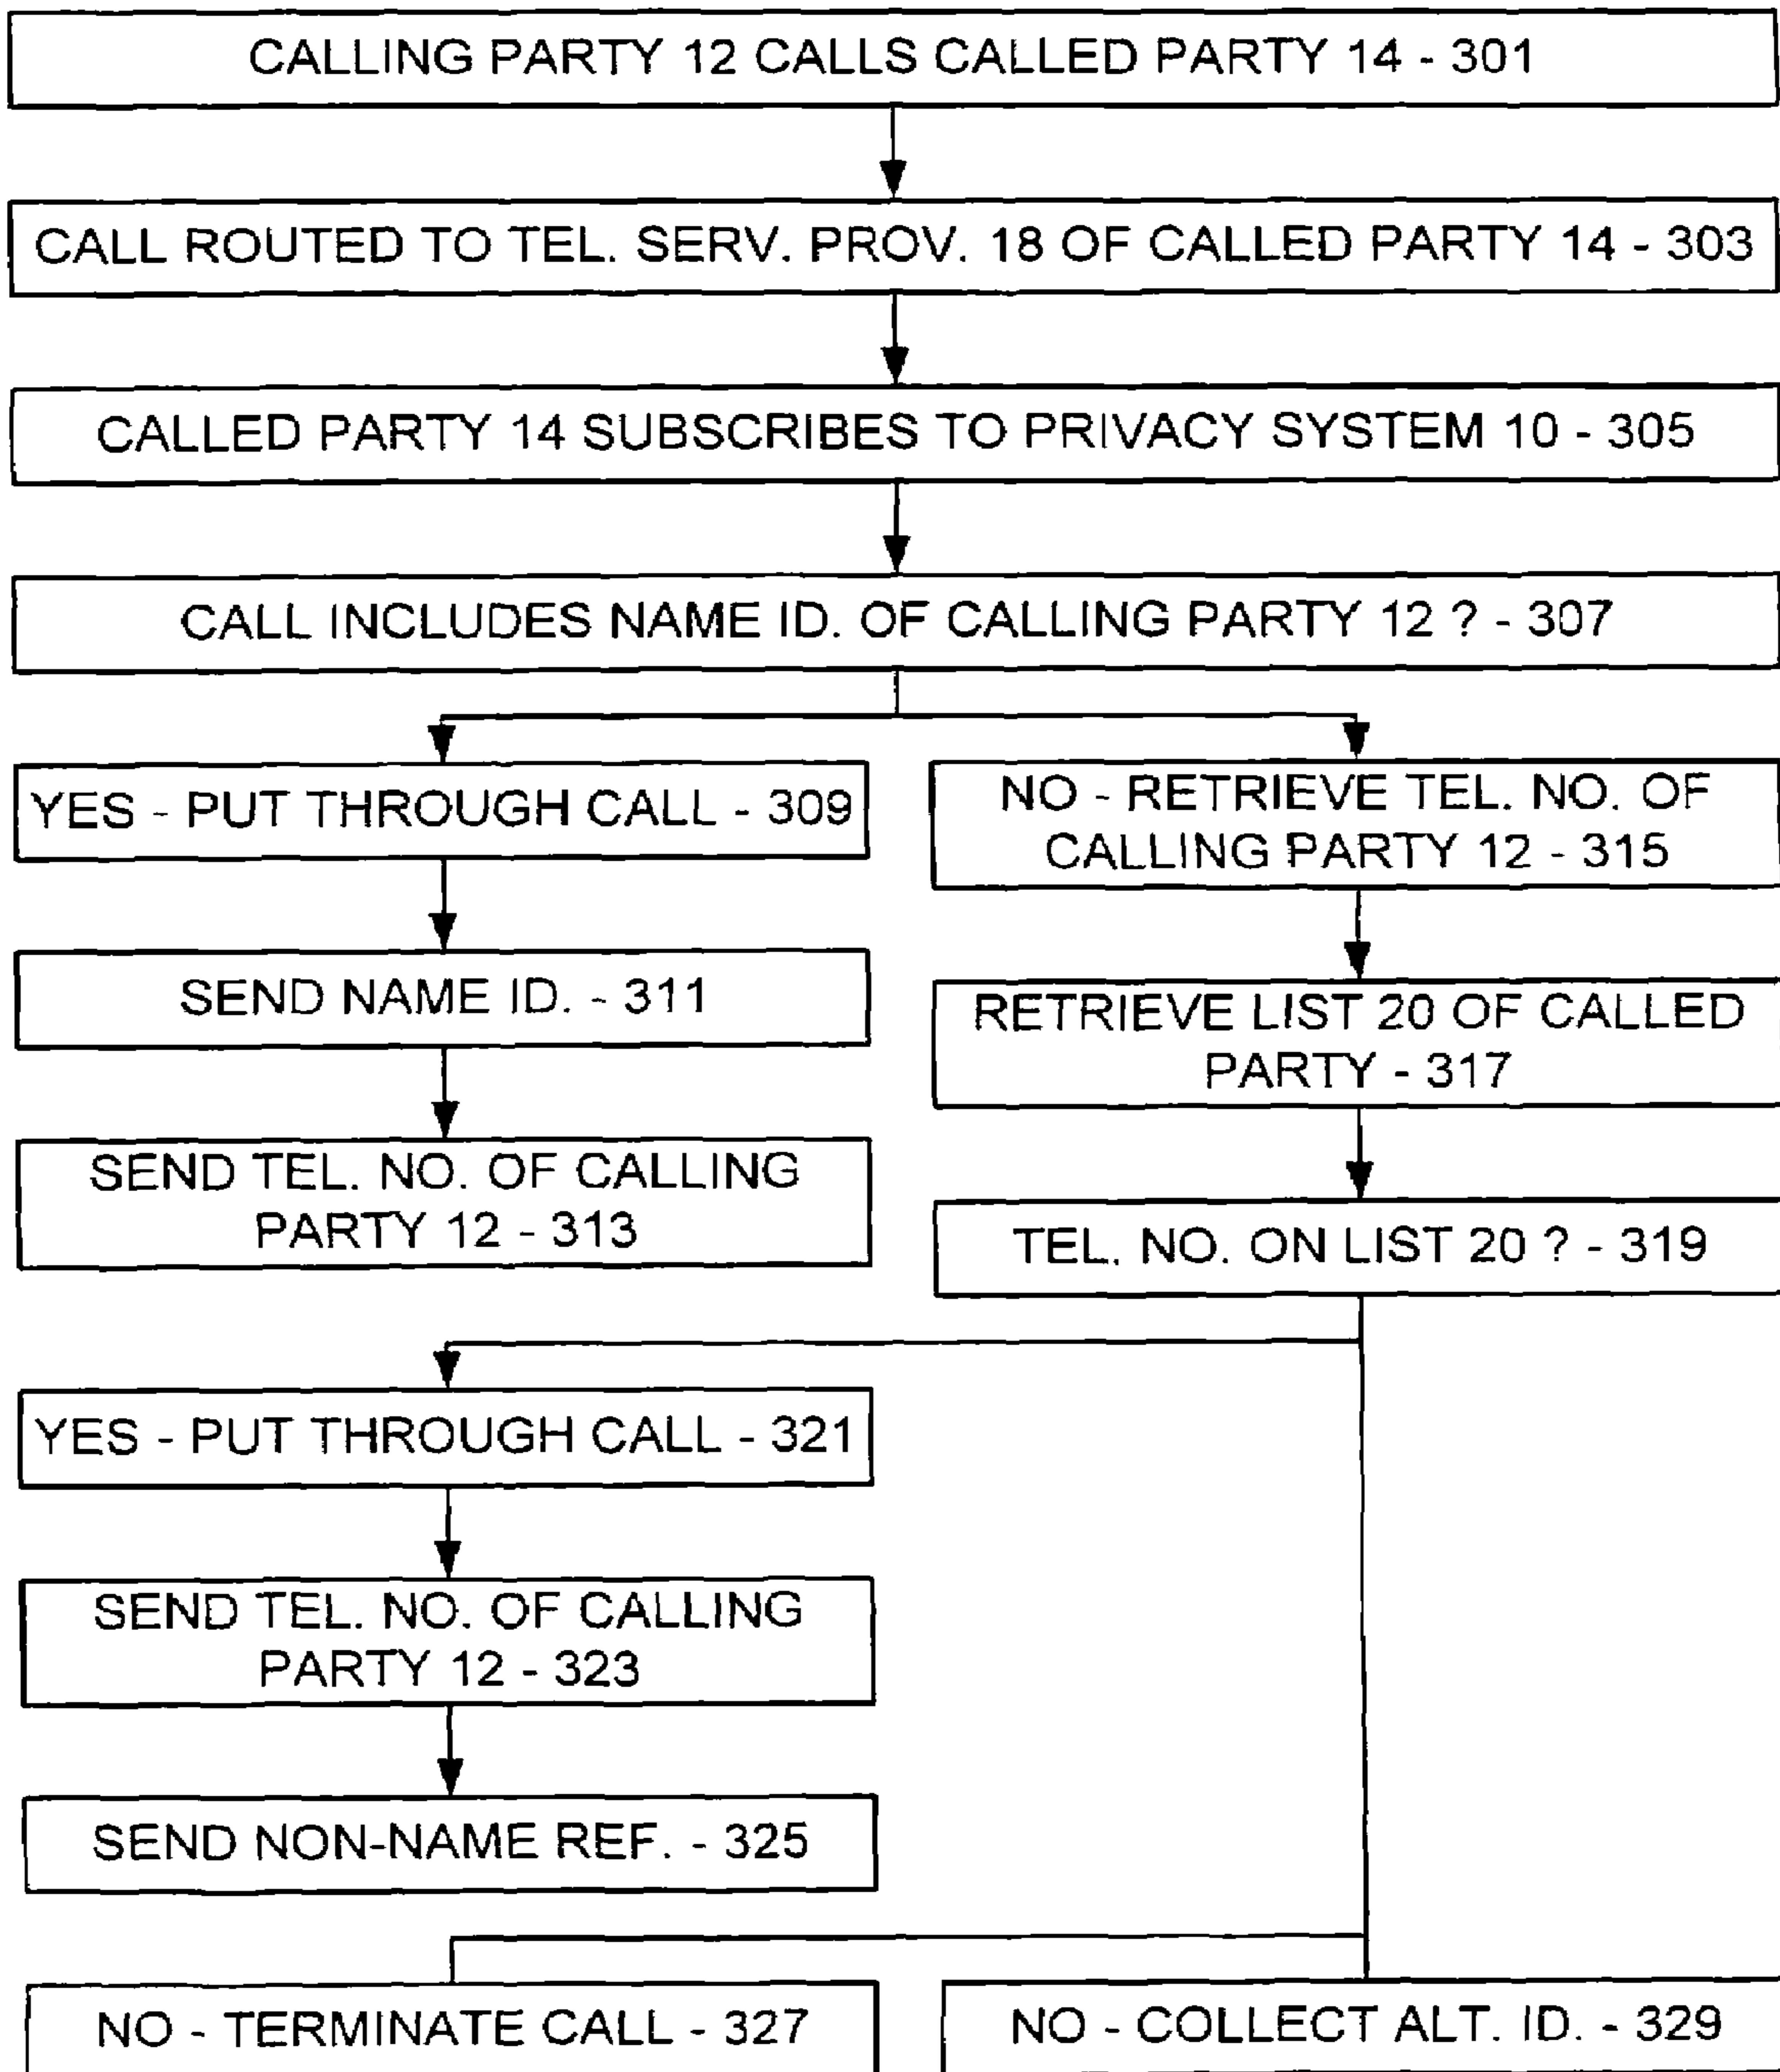 CALLING PARTY 12 CALLS CALLED PARTY 14 - 301
CALL ROUTED TO TEL. SERV. PROV. 18 OF CALLED PARTY 14 - 303
CALLED PARTY 14 SUBSCRIBES TO PRIVACY SYSTEM 10 - 305
CALL INCLUDES NAME ID. OF CALLING PARTY 12 ? - 307
YES - PUT THROUGH CALL - 309
SEND NAME ID. - 311
SEND TEL. NO. OF CALLING
PARTY 12 - 313
NO - RETRIEVE TEL. NO. OF
CALLING PARTY 12 - 315
RETRIEVE LIST 20 OF CALLED
PARTY - 317
TEL. NO. ON LIST 20 ? - 319
YES - PUT THROUGH CALL - 321
SEND TEL. NO. OF CALLING
PARTY 12 - 323
SEND NON-NAME REF. - 325
NO - TERMINATE CALL - 327
NO - COLLECT ALT. ID. - 329